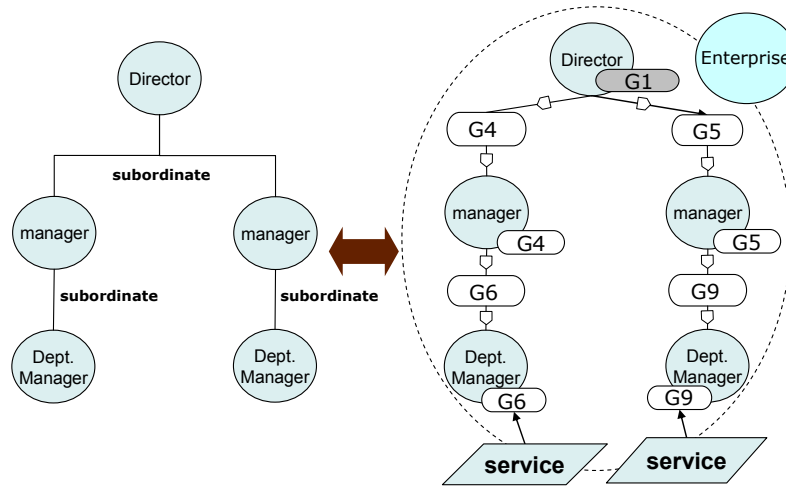 Director
subordinate
manager
manager
subordinate
subordinate
Dept.
Manager
Dept.
Manager
Enterprise
Director
G1
G4
G5
manager
manager
G4
G5
G6
G9
Dept.
Manager
Dept.
Manager
G6
G9
service
service